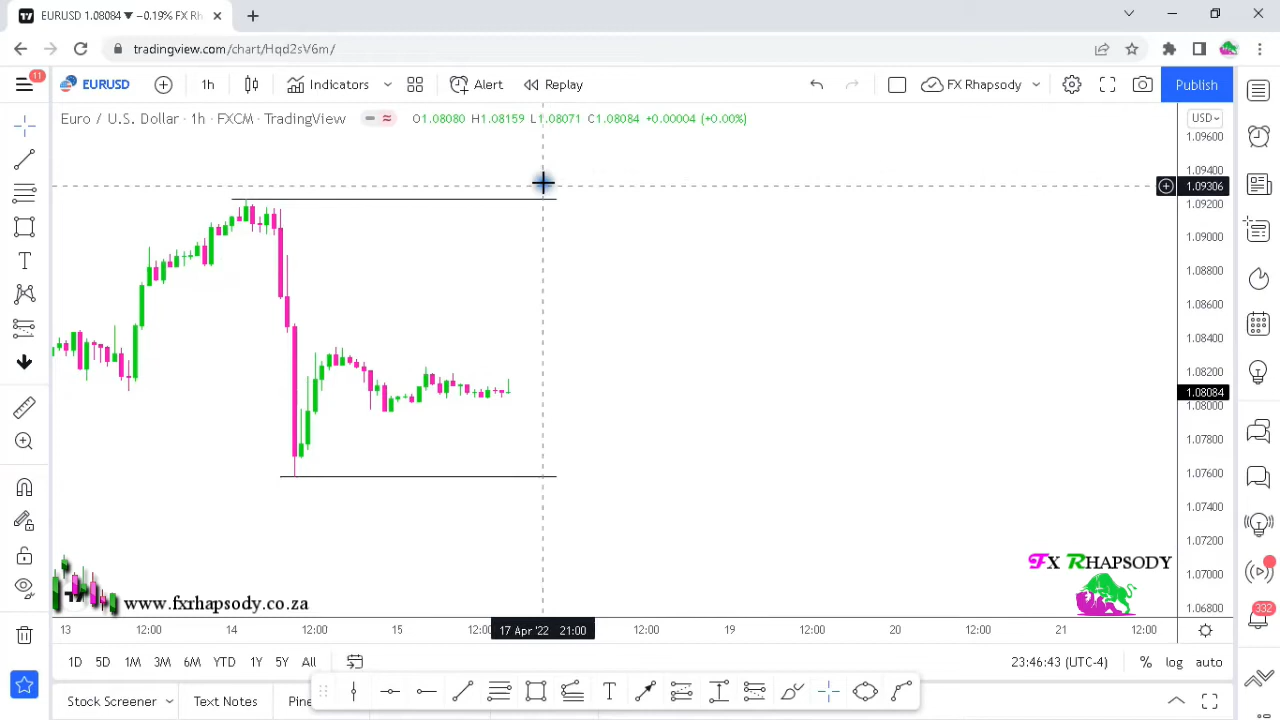 EURUSD 1.08084 ▼ −0.19% FX R
tradingview.com/chart/Hqd2sV6m/
11
EURUSD 1h Indicators Alert Replay FX Rhapsody Publish
Euro / U.S. Dollar · 1h · FXCM · TradingView O1.08080 H1.08159 L1.08071 C1.08084 +0.00004 (+0.00%)
USD
1.09600
1.09400
1.09306
1.09200
1.09000
1.08800
1.08600
1.08400
1.08200
1.08084
1.08000
1.07800
1.07600
1.07400
1.07200
1.07000
1.06800
FX RHAPSODY
www.fxrhapsody.co.za
332
13 12:00 14 12:00 15 12:00 17 Apr '22 21:00 12:00 19 12:00 20 12:00 21 12:00
1D 5D 1M 3M 6M YTD 1Y 5Y All 23:46:43 (UTC-4) % log auto
Stock Screener Text Notes Pine